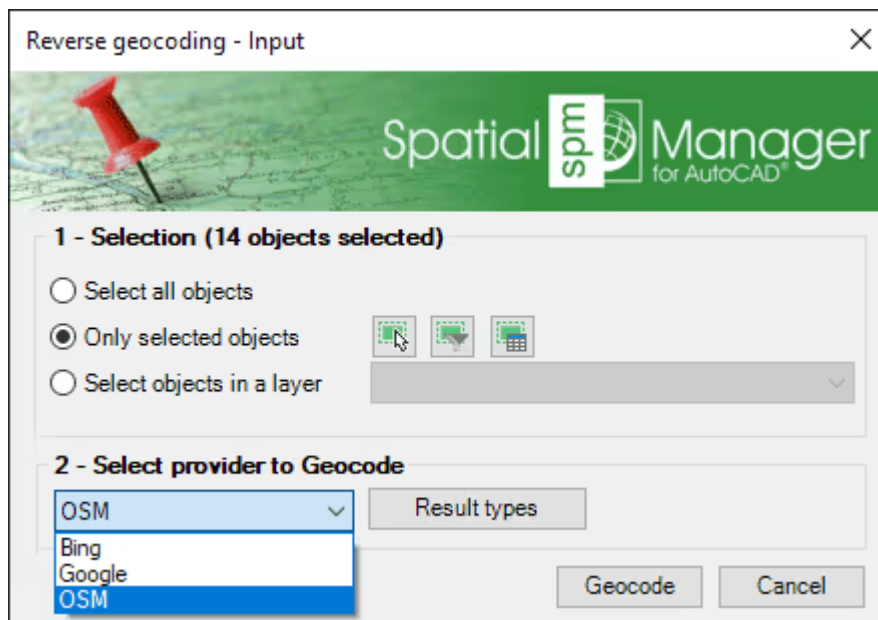 Reverse geocoding - Input
Spatial spm Manager
for AutoCAD®
1 - Selection (14 objects selected)
Select all objects
Only selected objects
Select objects in a layer
2 - Select provider to Geocode
OSM
Result types
Bing
Google
OSM
Geocode Cancel